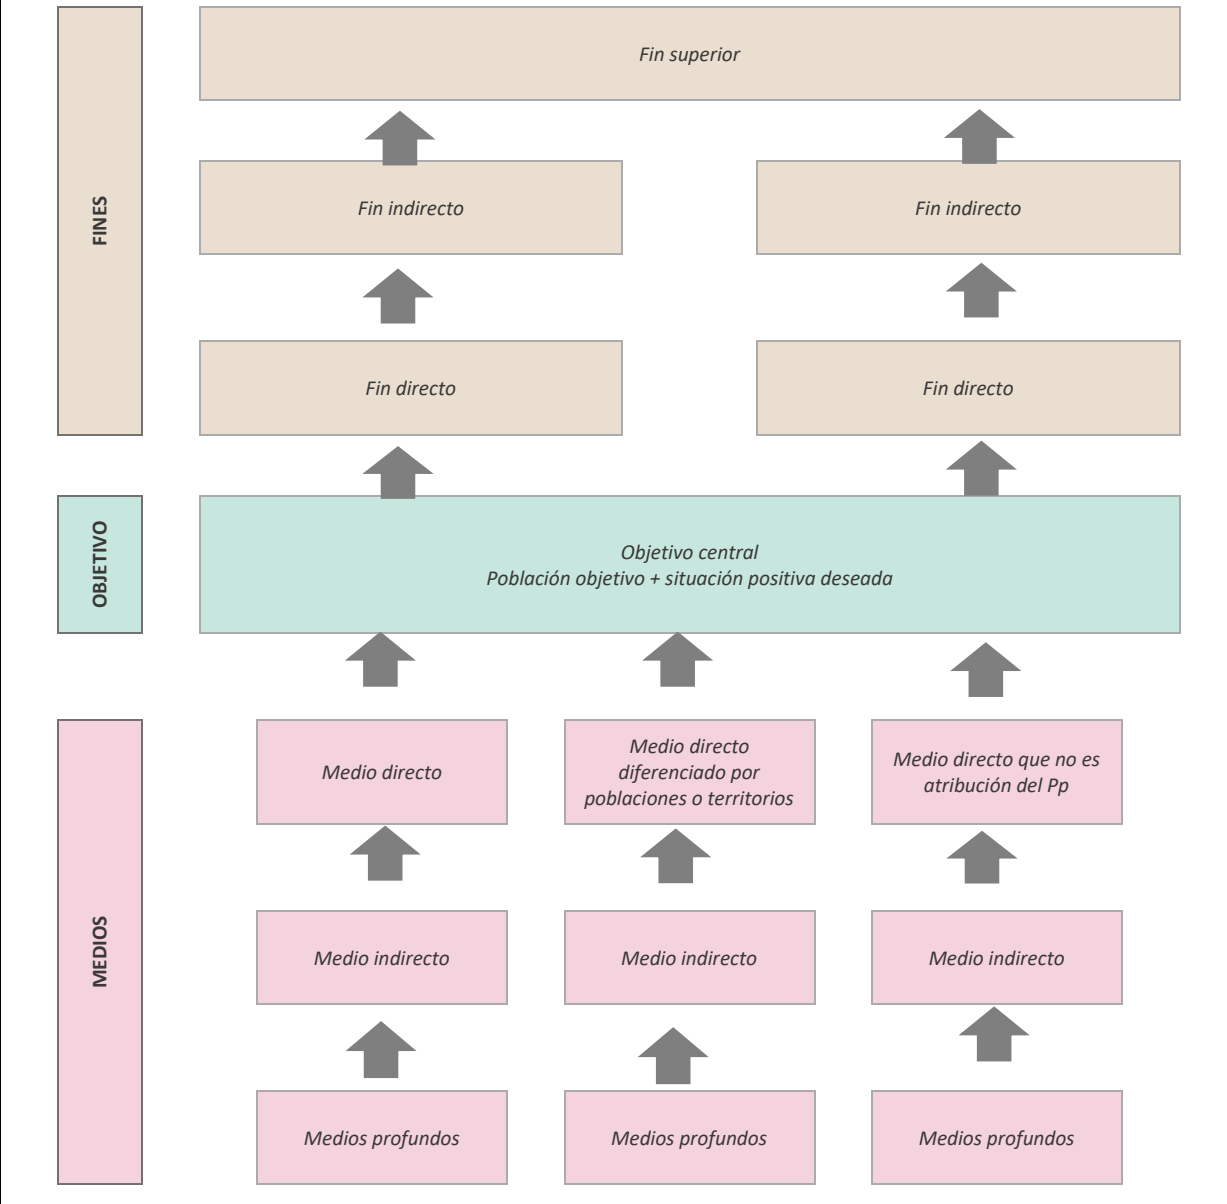 FINES
Fin superior
Fin indirecto
Fin indirecto
Fin directo
Fin directo
OBJETIVO
Objetivo central
Población objetivo + situación positiva deseada
MEDIOS
Medio directo
Medio directo
diferenciado por
poblaciones o territorios
Medio directo que no es
atribución del Pp
Medio indirecto
Medio indirecto
Medio indirecto
Medios profundos
Medios profundos
Medios profundos